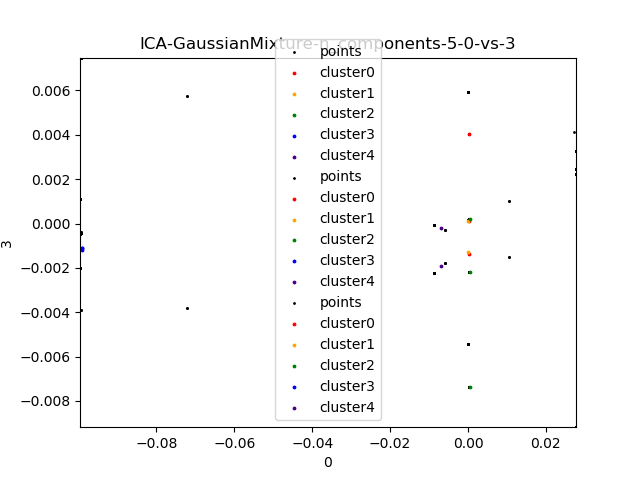 ICA-GaussianMixture-n_components-5-0-vs-3
points
cluster0
cluster1
cluster2
cluster3
cluster4
points
cluster0
cluster1
cluster2
cluster3
cluster4
points
cluster0
cluster1
cluster2
cluster3
cluster4
0.006
0.004
0.002
0.000
−0.002
−0.004
−0.006
−0.008
3
−0.08
−0.06
−0.04
−0.02
0.00
0.02
0